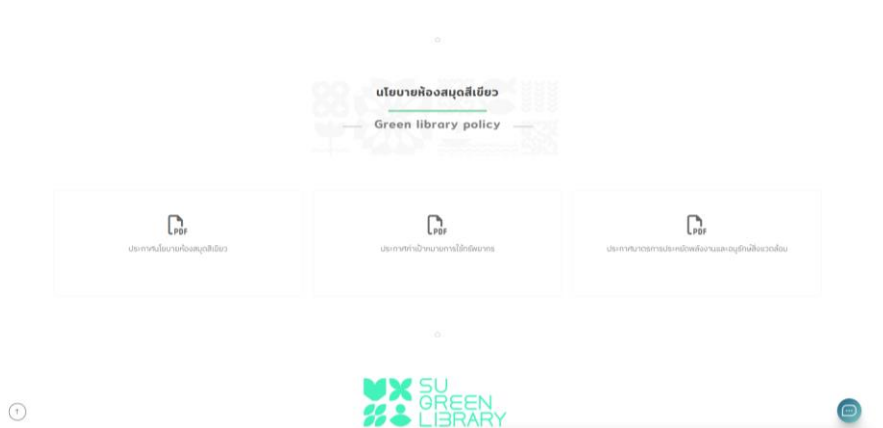 นโยบายห้องสมุดสีเขียว
Green library policy
PDF
ประกาศนโยบายห้องสมุดสีเขียว
PDF
ประกาศค่าเป้าหมายการใช้ทรัพยากร
PDF
ประกาศมาตรการประหยัดพลังงานและอนุรักษ์สิ่งแวดล้อม
SU
GREEN
LIBRARY